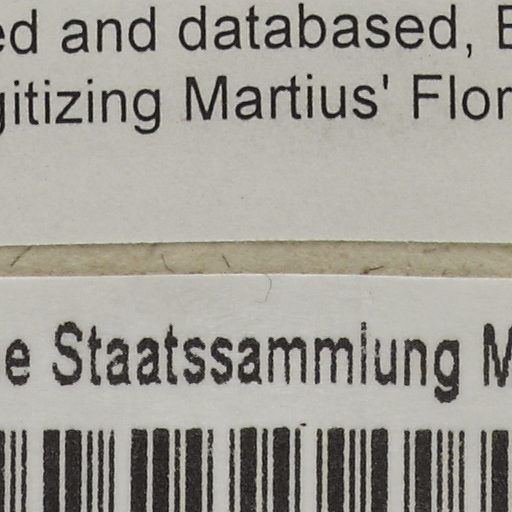 ed and databased,
gitizing Martius' Flor
e Staatssammlung M